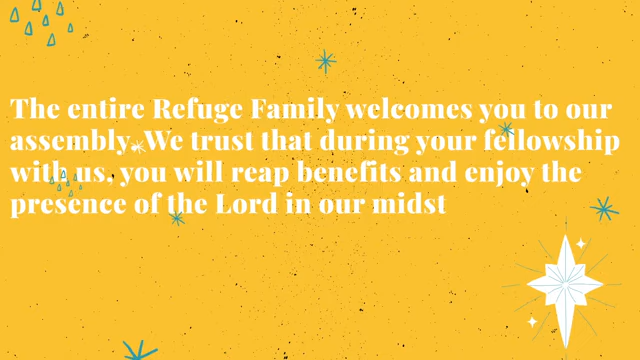 The entire Refuge Family welcomes you to our
assembly. We trust that during your fellowship
with us, you will reap benefits and enjoy the
presence of the Lord in our midst